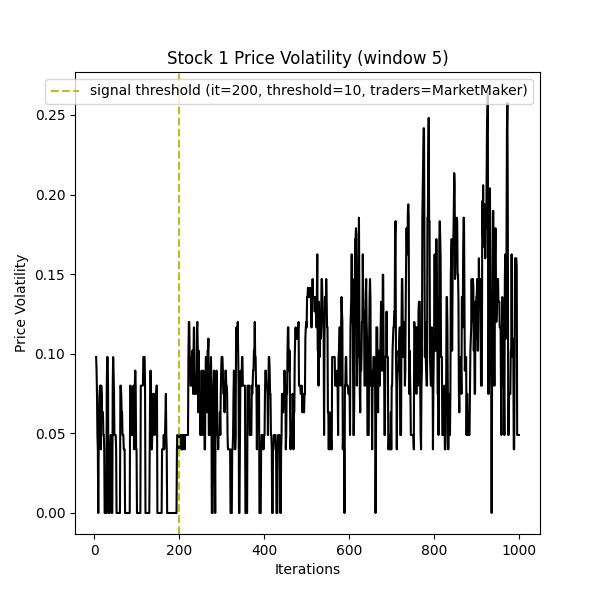 Stock 1 Price Volatility (window 5)
signal threshold (it=200, threshold=10, traders=MarketMaker)
0.25
0.20
0.15
0.10
0.05
0.00
Price Volatility
0 200 400 600 800 1000
Iterations